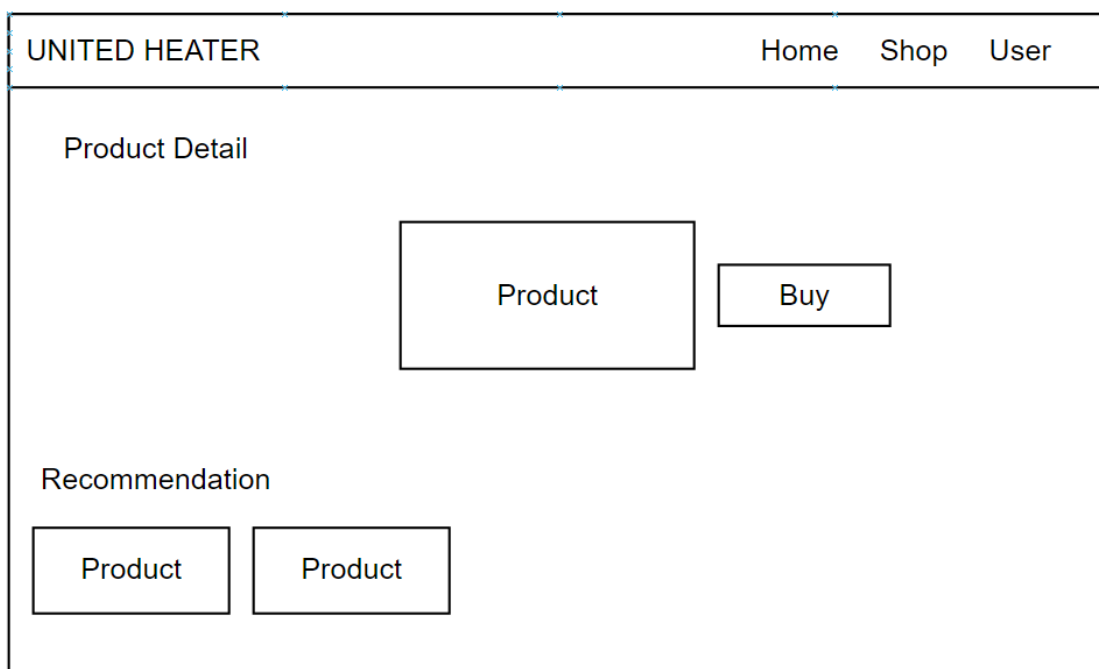 UNITED HEATER
Home Shop User
Product Detail
Product
Buy
Recommendation
Product
Product